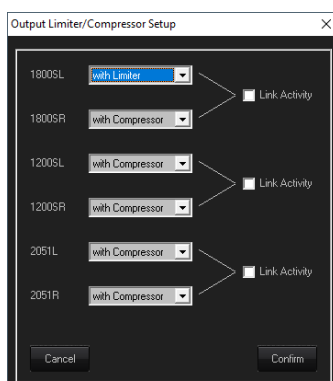 Output Limiter/Compressor Setup
1800SL with Limiter
Link Activity
1800SR with Compressor
1200SL with Compressor
Link Activity
1200SR with Compressor
2051L with Compressor
Link Activity
2051R with Compressor
Cancel Confirm